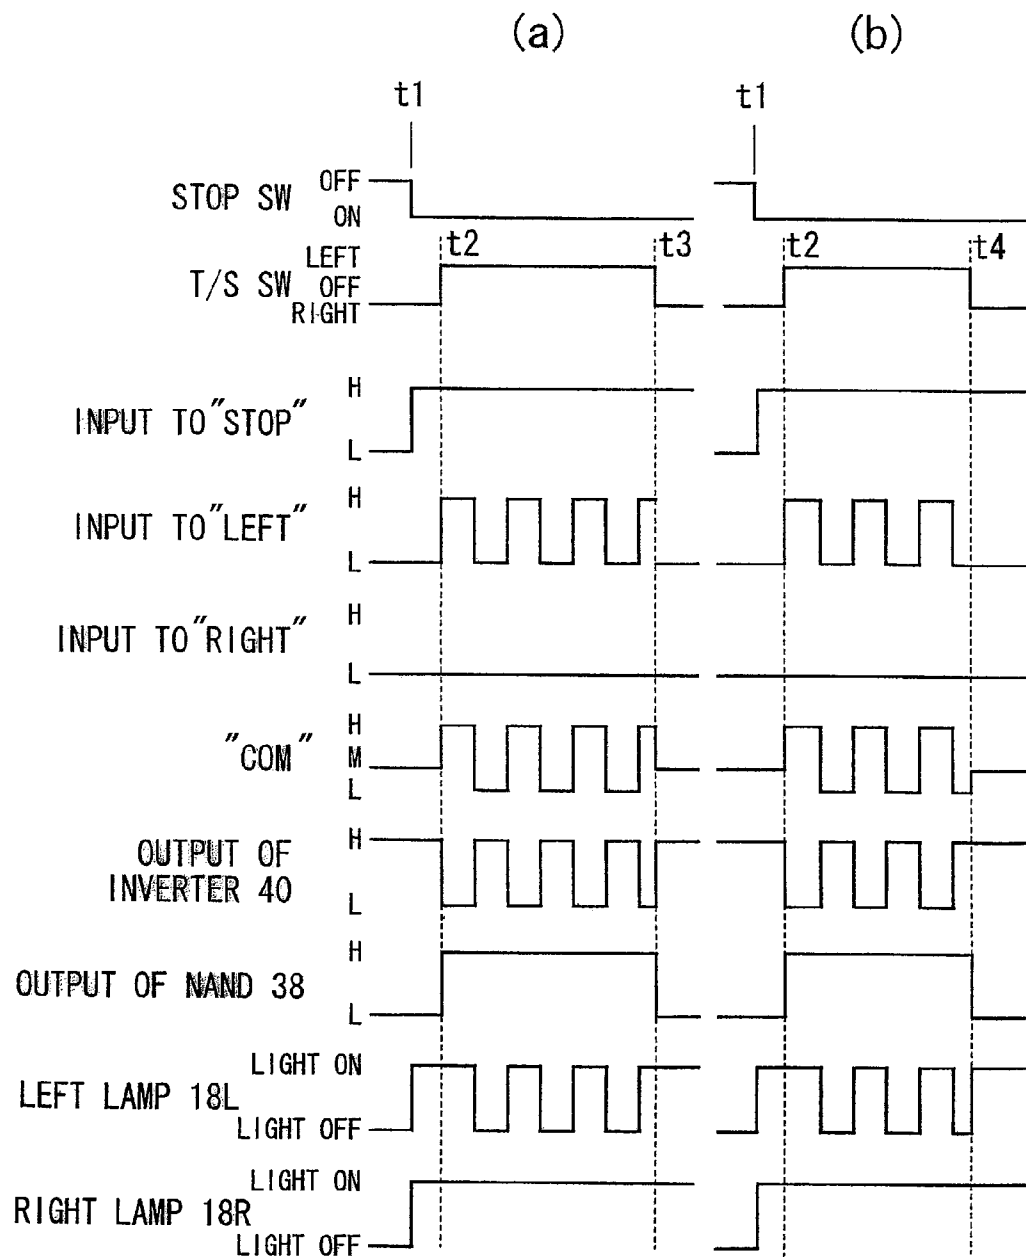 (a) (b)
t1 t1
STOP SW OFF
ON
t2 t3 t2 t4
T/S SW LEFT
OFF
RIGHT
INPUT TO "STOP" H
L
INPUT TO "LEFT" H
L
INPUT TO "RIGHT" H
L
"COM" H
M
L
OUTPUT OF
INVERTER 40 H
L
OUTPUT OF NAND 38 H
L
LEFT LAMP 18L LIGHT ON
LIGHT OFF
RIGHT LAMP 18R LIGHT ON
LIGHT OFF